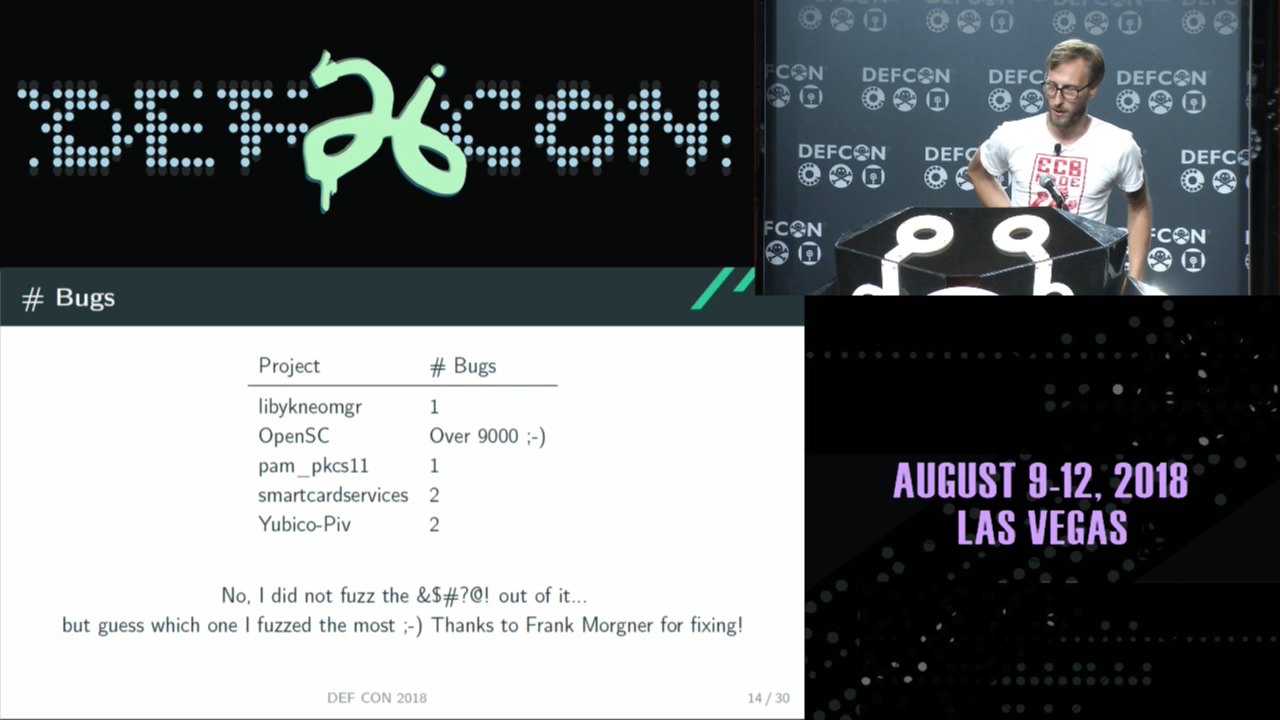 DEF CON
26
DEFCON
DEFCON
DEFCON
DEFCON
DEFCON
ECB
# Bugs
Project # Bugs
libykneomgr 1
OpenSC Over 9000 ;-)
pam_pkcs11 1
smartcardservices 2
Yubico-Piv 2
No, I did not fuzz the &$#?@! out of it...
but guess which one I fuzzed the most ;-) Thanks to Frank Morgner for fixing!
DEF CON 2018
14 / 30
AUGUST 9-12, 2018
LAS VEGAS